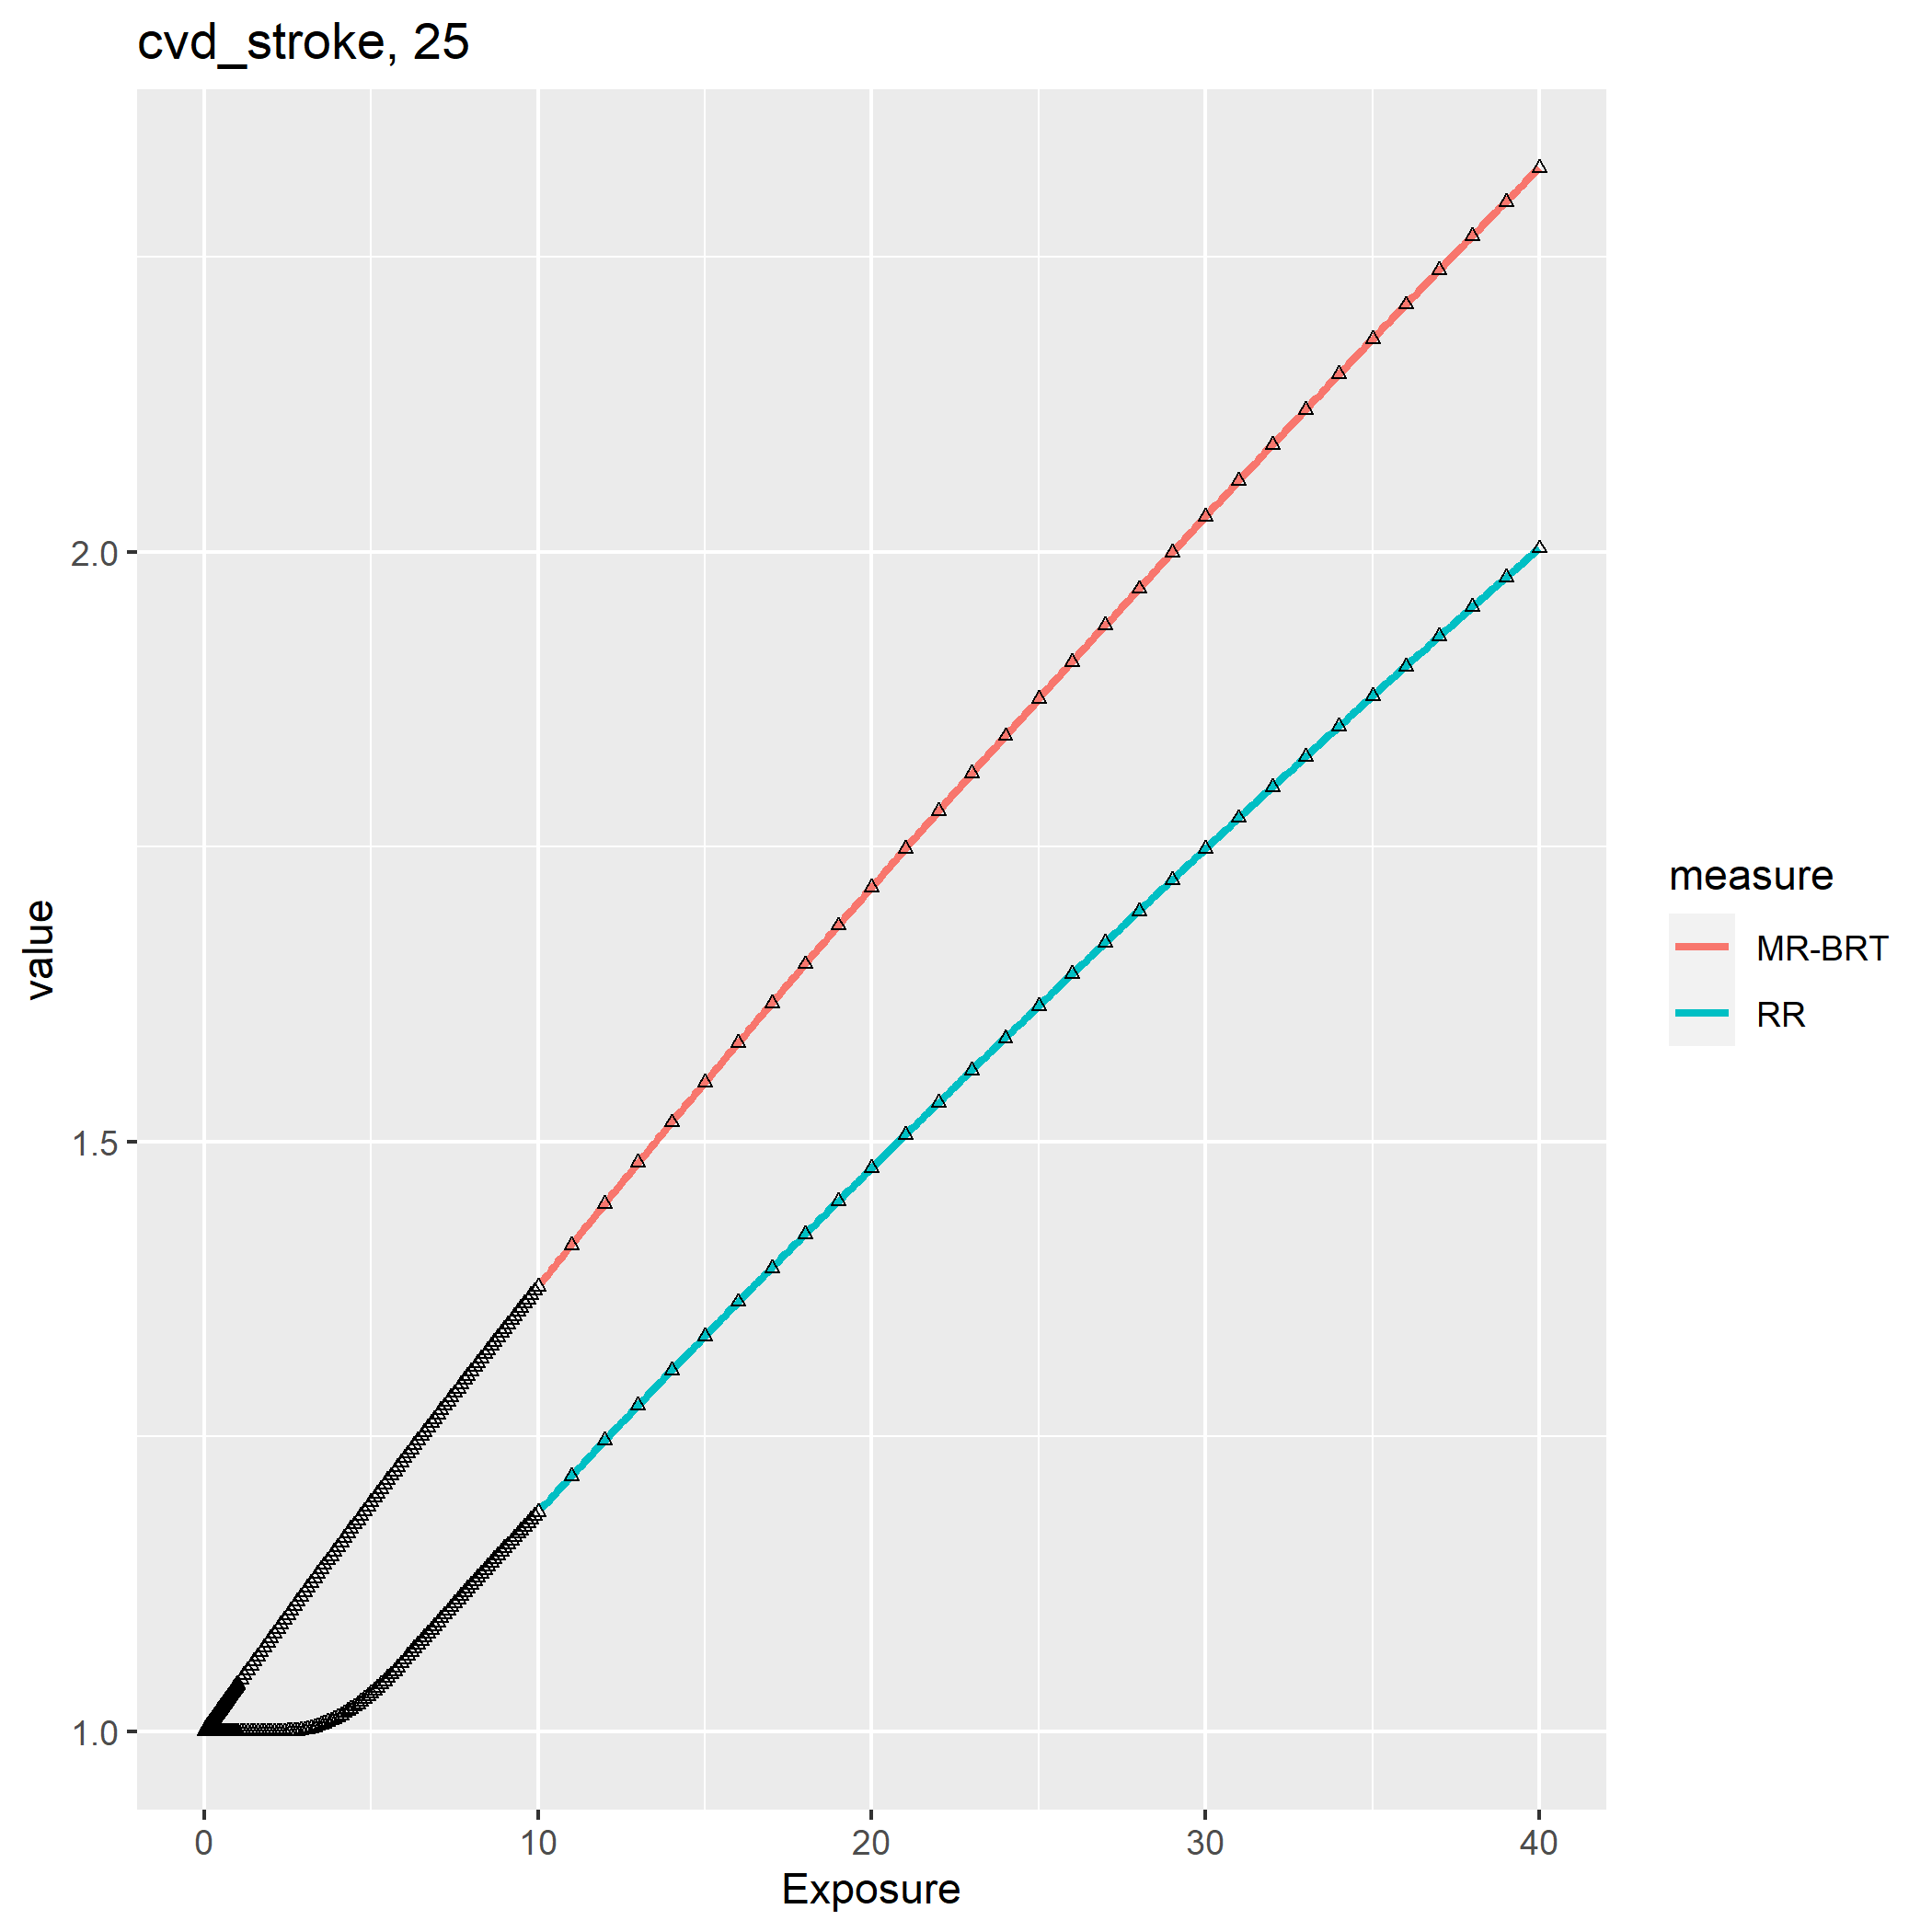 cvd_stroke, 25
value
2.0
1.5
1.0
0 10 20 30 40
Exposure
measure
MR-BRT
RR